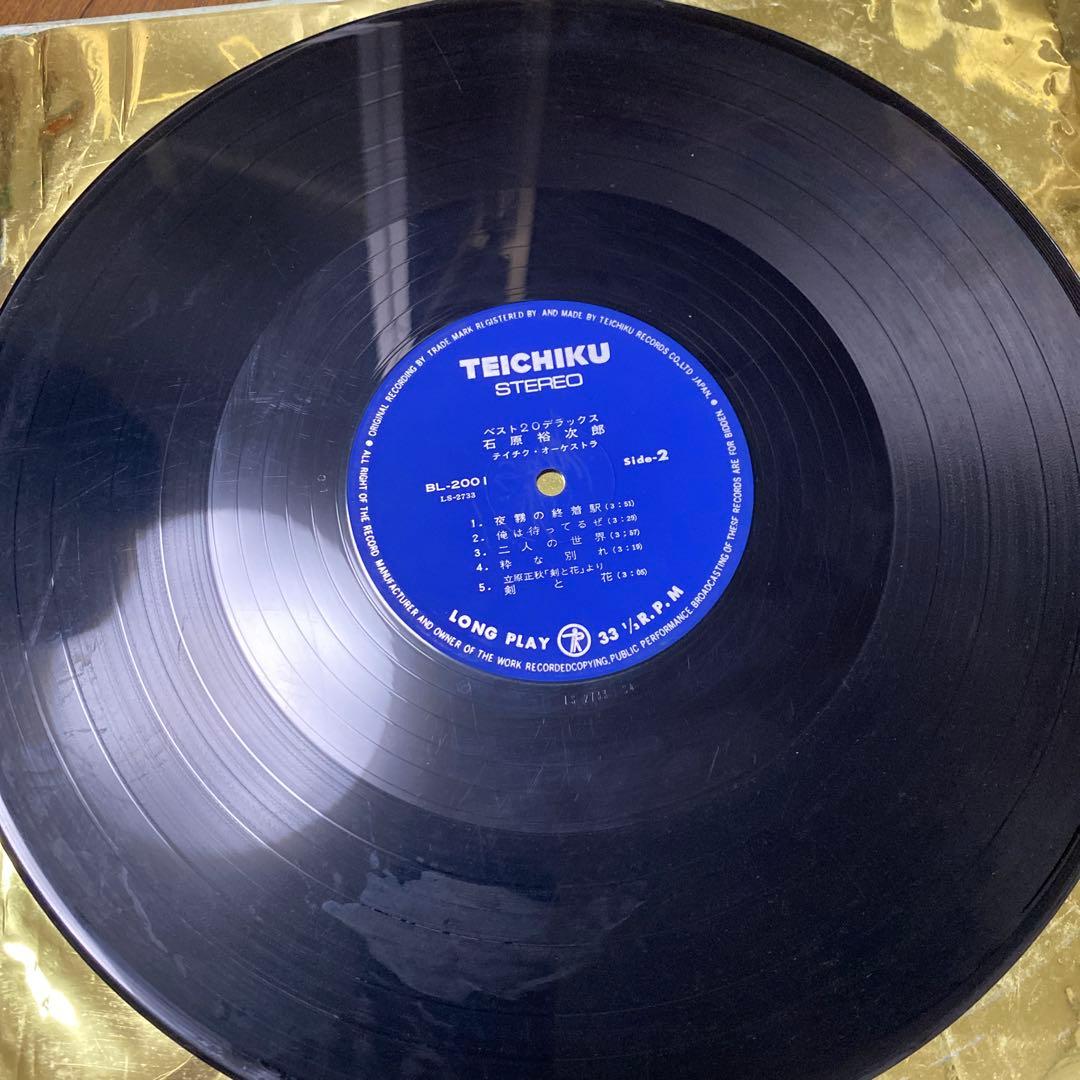 ● ORIGINAL RECORDING BY TRADE MARK REGISTERED BY AND MADE BY TEICHIKU RECORDS CO.,LTD JAPAN. ●
TEICHIKU
STEREO
ベスト20デラックス
石原裕次郎
テイチク・オーケストラ
Side-2
BL-2001
LS-2733
1. 夜霧の終着駅 (3:51)
2. 俺は待ってるぜ (3:29)
3. 二人の世界 (3:57)
4. 粋な別れ (3:19)
立原正秋「剣と花」より
5. 剣と花 (3:05)
LONG PLAY TR 33 1/3 R.P.M
ALL RIGHT OF THE RECORD MANUFACTURER AND OWNER OF THE WORK RECORDEDCOPYING, PUBLIC PERFORMANCE BROADCASTING OF THESE RECORDS ARE FOR BIDDEN.
LS 2733